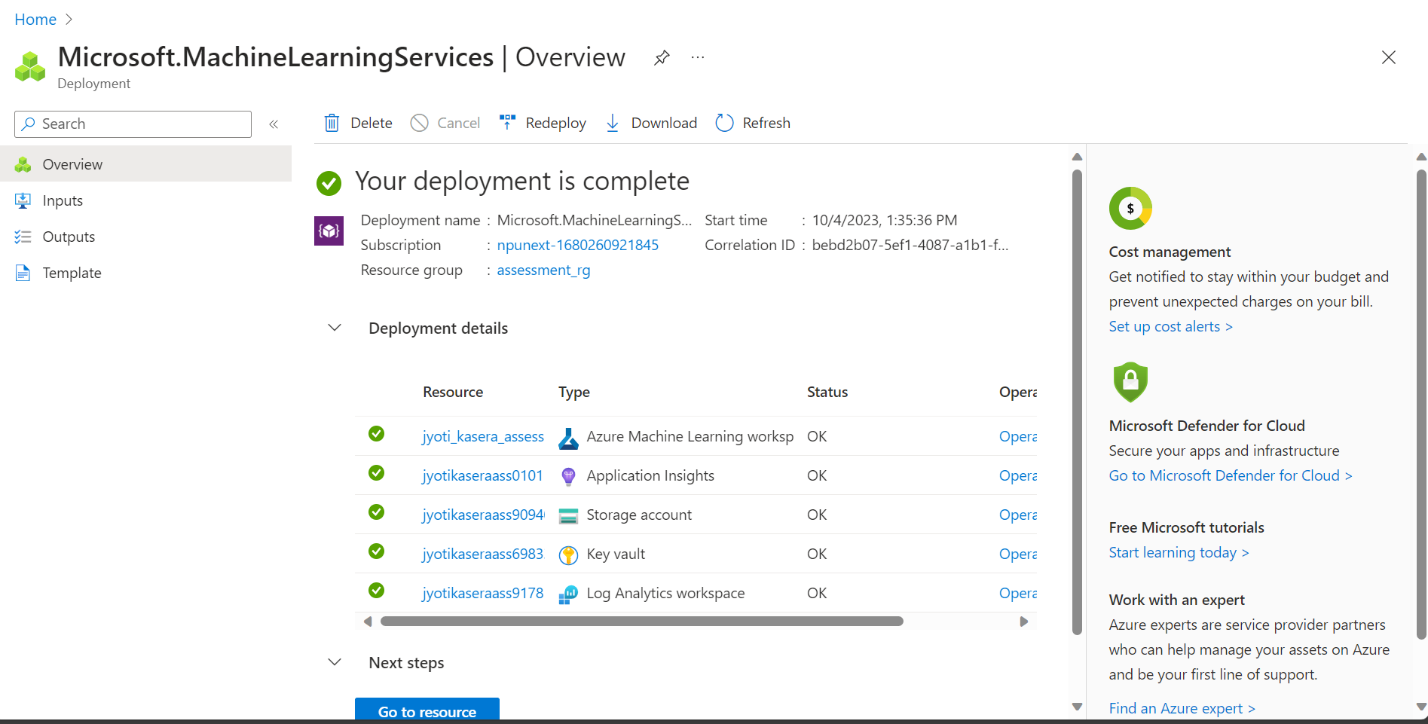 Home >
Microsoft.MachineLearningServices | Overview ...
Deployment
Search «
Overview
Inputs
Outputs
Template
Delete Cancel Redeploy Download Refresh
Your deployment is complete
Deployment name : Microsoft.MachineLearningS... Start time : 10/4/2023, 1:35:36 PM
Subscription : npunext-1680260921845 Correlation ID : bebd2b07-5ef1-4087-a1b1-f...
Resource group : assessment_rg
Deployment details
Resource Type Status Opera
jyoti_kasera_assess Azure Machine Learning worksp OK Opera
jyotikaseraass0101 Application Insights OK Opera
jyotikaseraass9094 Storage account OK Opera
jyotikaseraass6983 Key vault OK Opera
jyotikaseraass9178 Log Analytics workspace OK Opera
Next steps
Go to resource
$
Cost management
Get notified to stay within your budget and
prevent unexpected charges on your bill.
Set up cost alerts >
Microsoft Defender for Cloud
Secure your apps and infrastructure
Go to Microsoft Defender for Cloud >
Free Microsoft tutorials
Start learning today >
Work with an expert
Azure experts are service provider partners
who can help manage your assets on Azure
and be your first line of support.
Find an Azure expert >